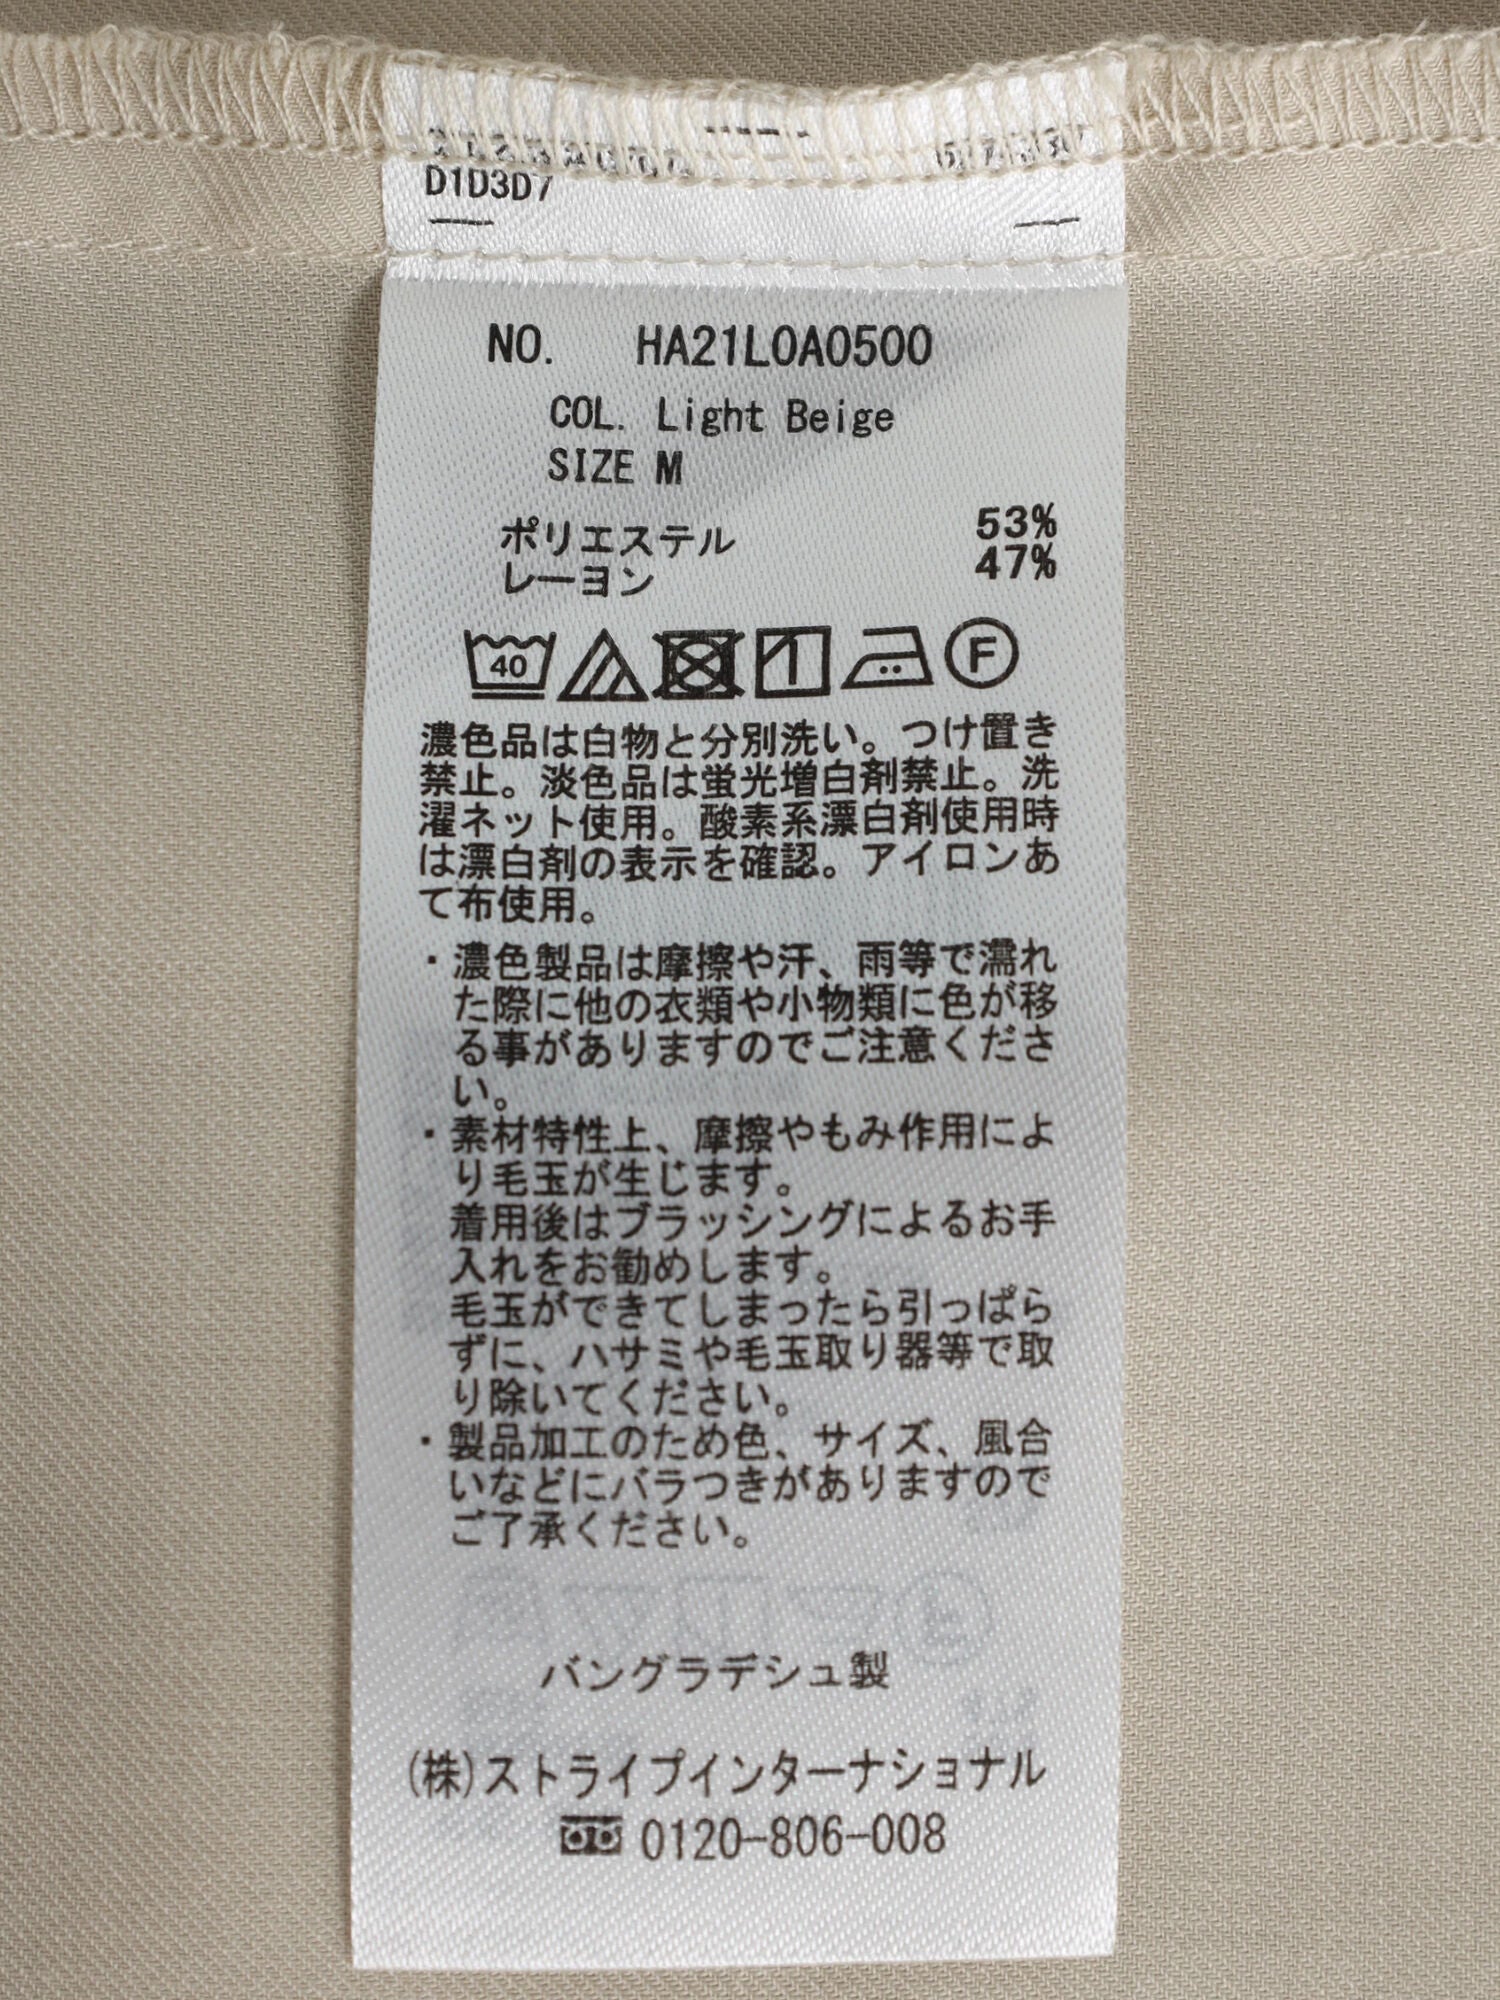 D1D3D7
NO. HA21L0A0500
COL. Light Beige
SIZE M
ポリエステル 53%
レーヨン 47%
40 F
濃色品は白物と分別洗い。つけ置き
禁止。淡色品は蛍光増白剤禁止。洗
濯ネット使用。酸素系漂白剤使用時
は漂白剤の表示を確認。アイロンあ
て布使用。
・濃色製品は摩擦や汗、雨等で濡れ
た際に他の衣類や小物類に色が移
る事がありますのでご注意くださ
い。
・素材特性上、摩擦やもみ作用によ
り毛玉が生じます。
着用後はブラッシングによるお手
入れをお勧めします。
毛玉ができてしまったら引っぱら
ずに、ハサミや毛玉取り器等で取
り除いてください。
・製品加工のため色、サイズ、風合
いなどにバラつきがありますので
ご了承ください。
バングラデシュ製
(株)ストライプインターナショナル
0120-806-008